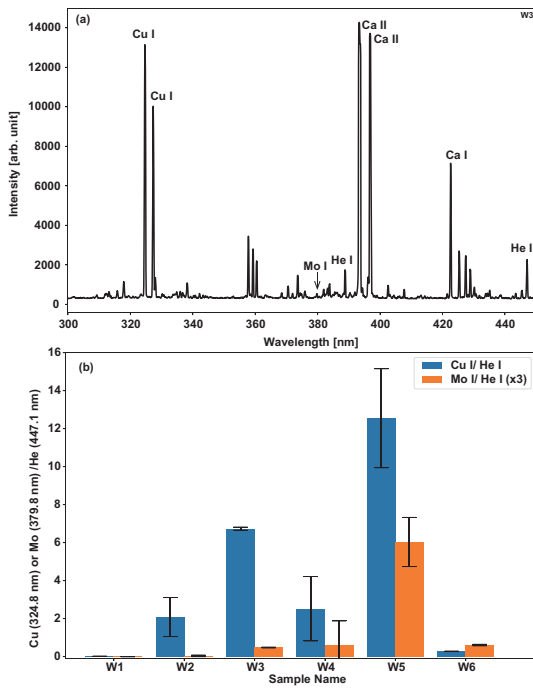 (a)
W3
Ca II
Ca II
Cu I
Cu I
Ca I
Mo I
He I
He I
14000
12000
10000
8000
6000
4000
2000
0
Intensity [arb. unit]
300
320
340
360
380
400
420
440
Wavelength [nm]
(b)
Cu I/ He I
Mo I/ He I (x3)
16
14
12
10
8
6
4
2
0
Cu (324.8 nm) or Mo (379.8 nm) /He (447.1 nm)
W1
W2
W3
W4
W5
W6
Sample Name